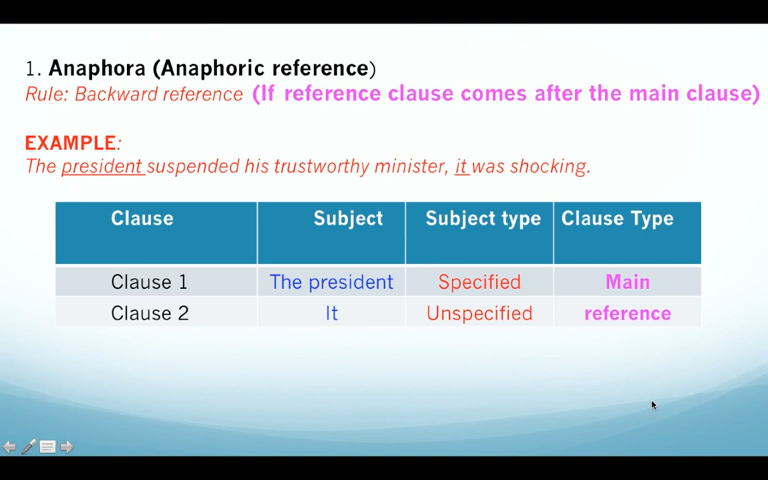 1. Anaphora (Anaphoric reference)
Rule: Backward reference (If reference clause comes after the main clause)
EXAMPLE:
The president suspended his trustworthy minister, it was shocking.
Clause Subject Subject type Clause Type
Clause 1 The president Specified Main
Clause 2 It Unspecified reference